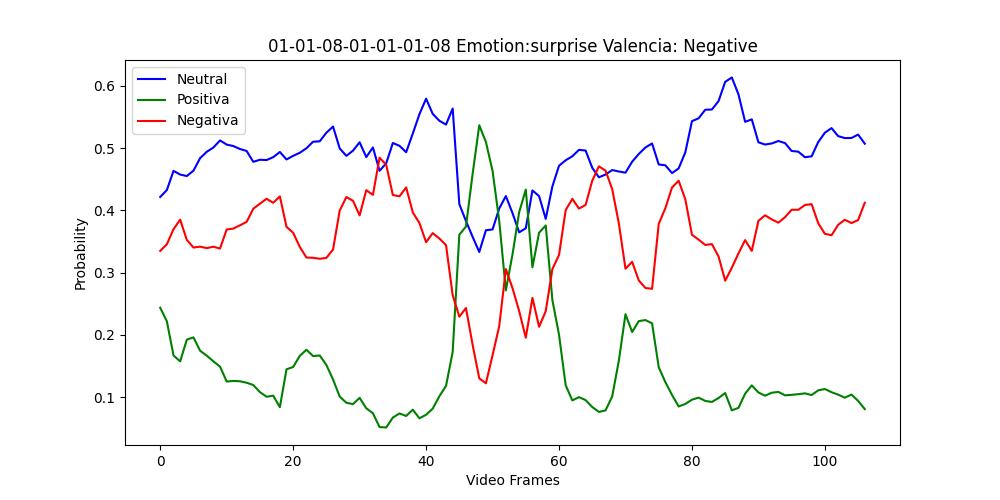 01-01-08-01-01-01-08 Emotion:surprise Valencia: Negative
Neutral
Positiva
Negativa
Probability
0.6
0.5
0.4
0.3
0.2
0.1
0 20 40 60 80 100
Video Frames